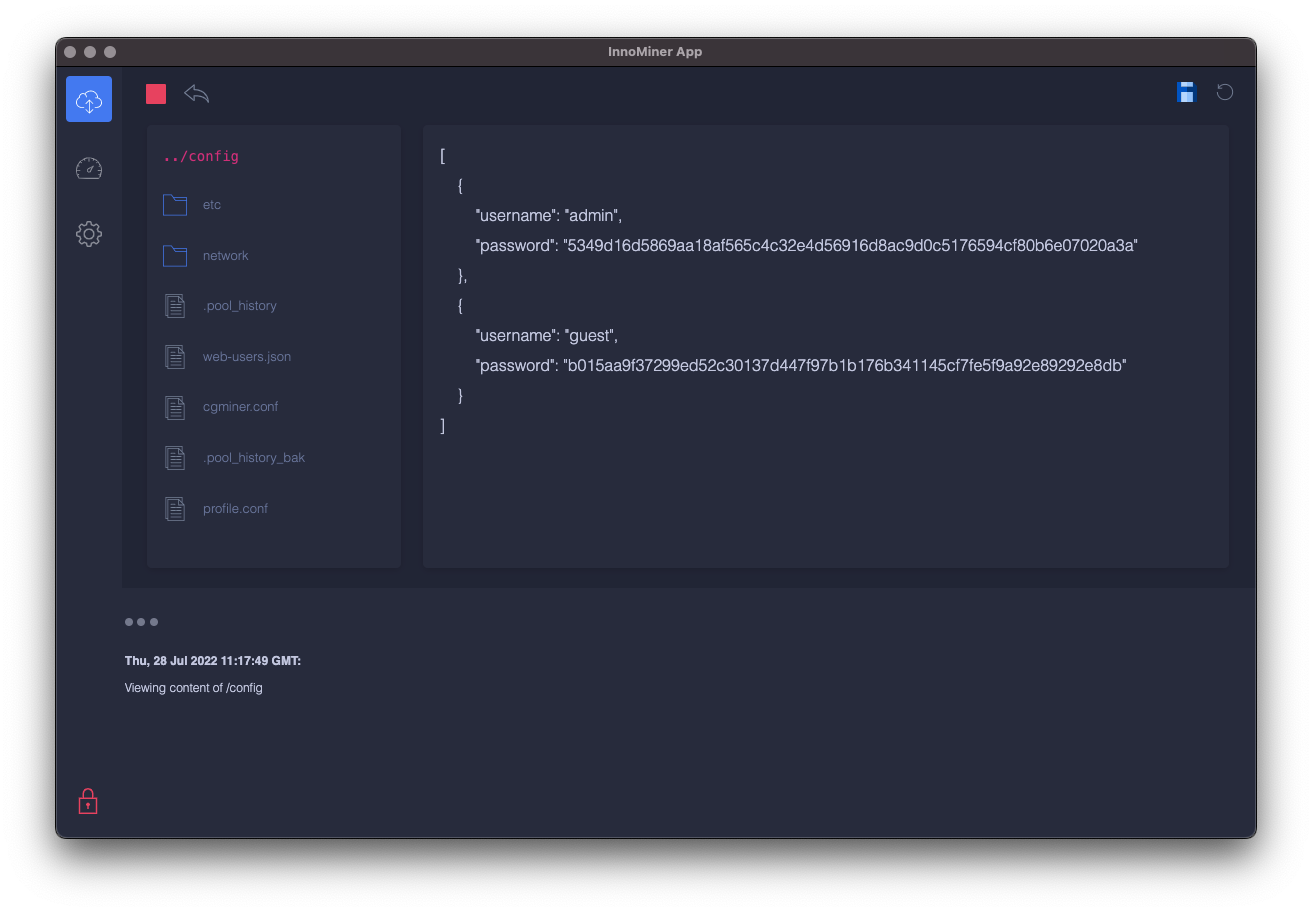 InnoMiner App
../config
etc
network
.pool_history
web-users.json
cgminer.conf
.pool_history_bak
profile.conf
[
{
"username": "admin",
"password": "5349d16d5869aa18af565c4c32e4d56916d8ac9d0c5176594cf80b6e07020a3a"
},
{
"username": "guest",
"password": "b015aa9f37299ed52c30137d447f97b1b176b341145cf7fe5f9a92e89292e8db"
}
]
Thu, 28 Jul 2022 11:17:49 GMT:
Viewing content of /config